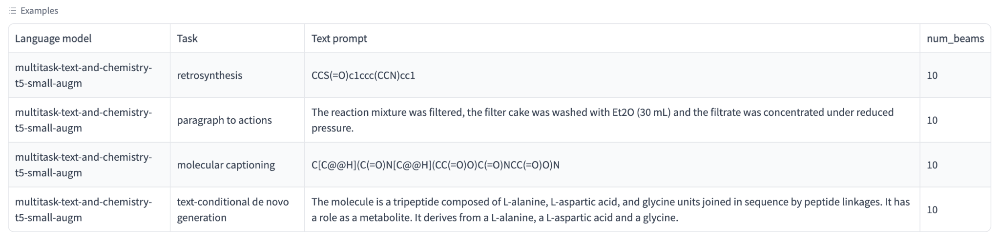 Examples
Language model Task Text prompt num_beams
multitask-text-and-chemistry-
t5-small-augm
retrosynthesis
CCS(=O)c1ccc(CCN)cc1
10
multitask-text-and-chemistry-
t5-small-augm
paragraph to actions
The reaction mixture was filtered, the filter cake was washed with Et2O (30 mL) and the filtrate was concentrated under reduced
pressure.
10
multitask-text-and-chemistry-
t5-small-augm
molecular captioning
C[C@@H](C(=O)N[C@@H](CC(=O)O)C(=O)NCC(=O)O)N
10
multitask-text-and-chemistry-
t5-small-augm
text-conditional de novo
generation
The molecule is a tripeptide composed of L-alanine, L-aspartic acid, and glycine units joined in sequence by peptide linkages. It has
a role as a metabolite. It derives from a L-alanine, a L-aspartic acid and a glycine.
10